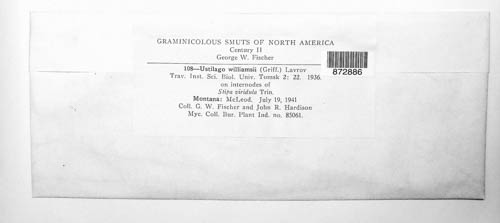 GRAMINICOLOUS SMUTS OF NORTH AMERICA
Century II
George W. Fischer
872886
108—Ustilago williamsii (Griff.) Lavrov
Trav. Inst. Sci. Biol. Univ. Tomsk 2: 22. 1936.
on internodes of
Stipa viridula Trin.
Montana: McLeod. July 19, 1941
Coll. G. W. Fischer and John R. Hardison
Myc. Coll. Bur. Plant Ind. no. 85061.